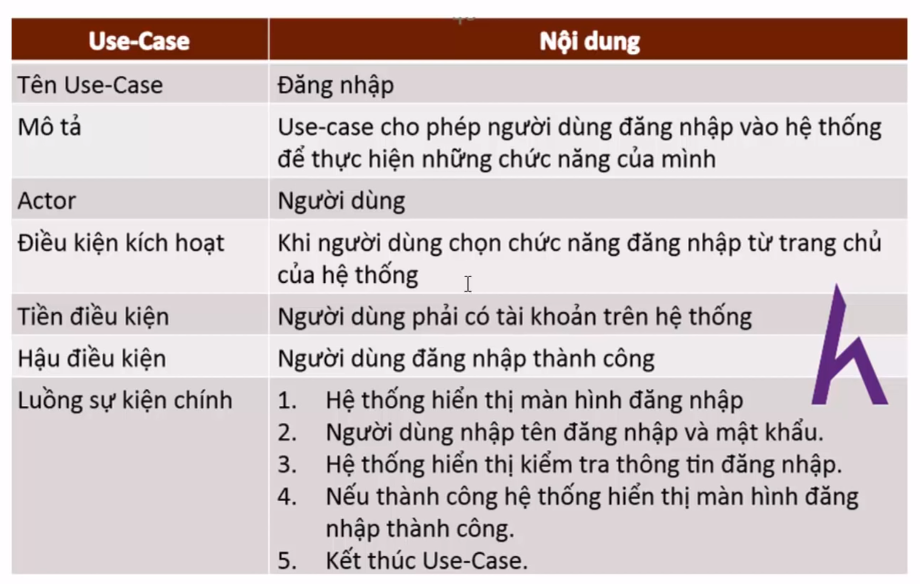 Use-Case Nội dung
Tên Use-Case Đăng nhập
Mô tả Use-case cho phép người dùng đăng nhập vào hệ thống
để thực hiện những chức năng của mình
Actor Người dùng
Điều kiện kích hoạt Khi người dùng chọn chức năng đăng nhập từ trang chủ
của hệ thống
Tiền điều kiện Người dùng phải có tài khoản trên hệ thống
Hậu điều kiện Người dùng đăng nhập thành công
Luồng sự kiện chính 1. Hệ thống hiển thị màn hình đăng nhập
2. Người dùng nhập tên đăng nhập và mật khẩu.
3. Hệ thống hiển thị kiểm tra thông tin đăng nhập.
4. Nếu thành công hệ thống hiển thị màn hình đăng
nhập thành công.
5. Kết thúc Use-Case.